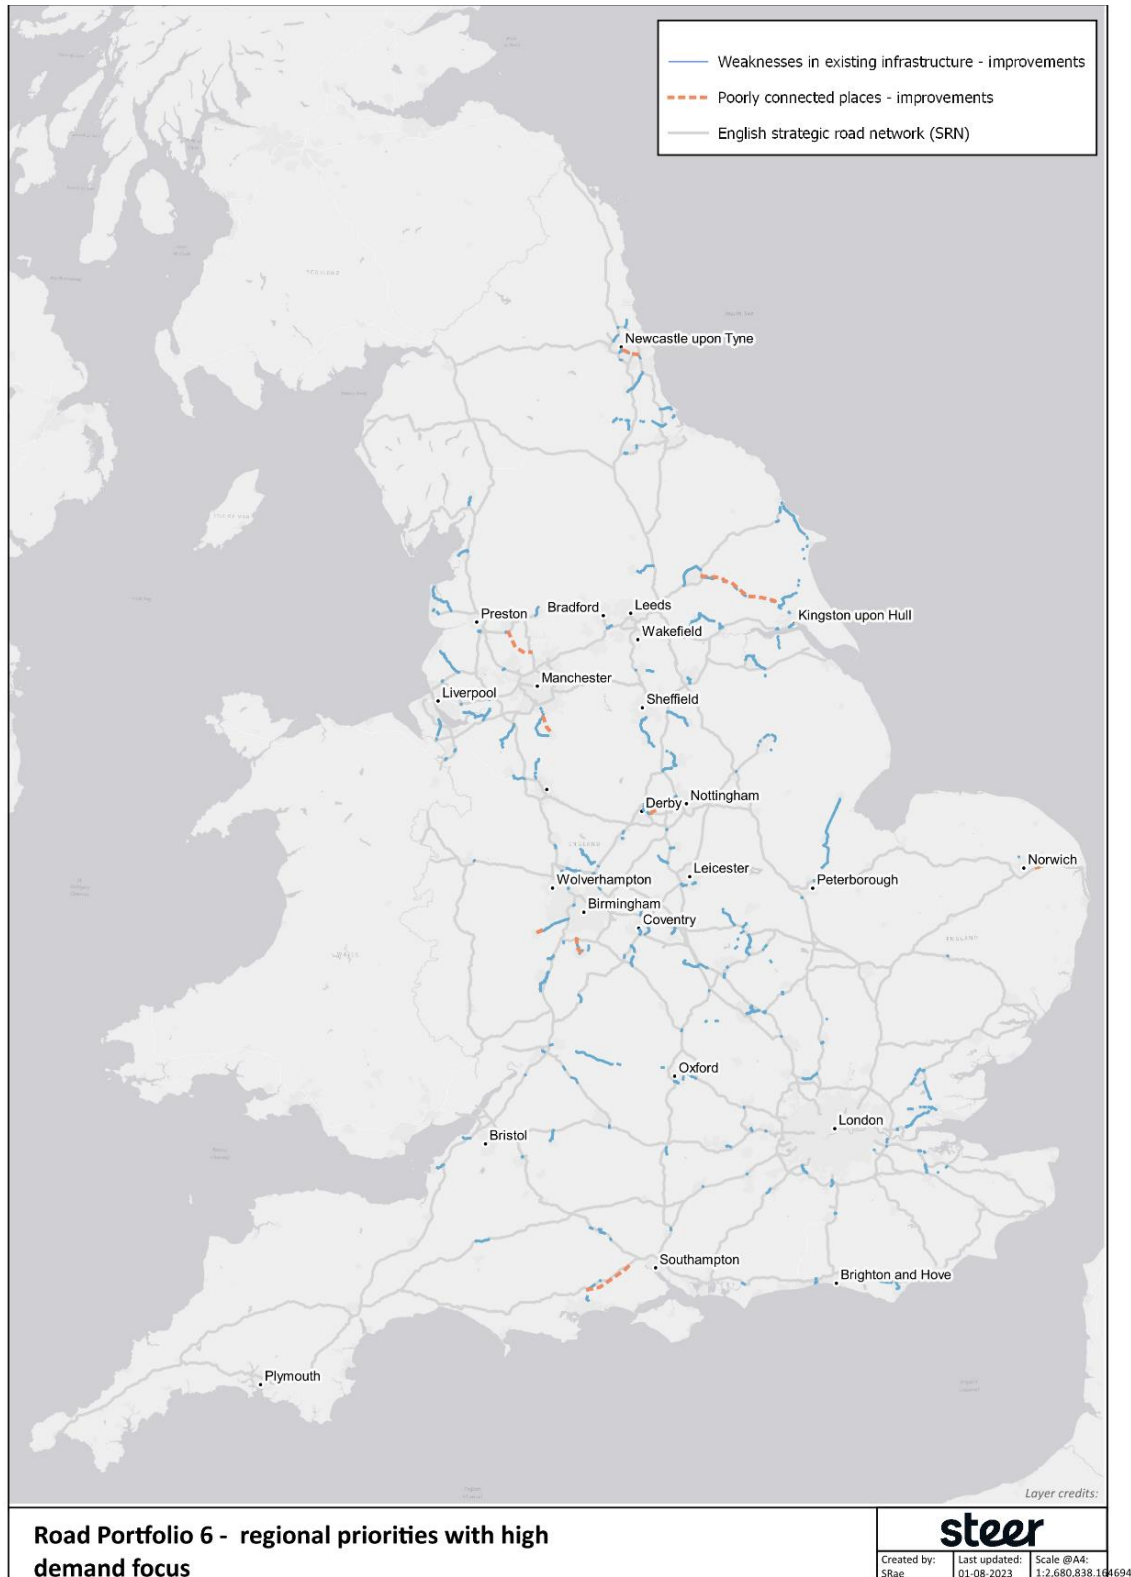 Weaknesses in existing infrastructure - improvements
Poorly connected places - improvements
English strategic road network (SRN)
Newcastle upon Tyne
Preston
Bradford
Leeds
Kingston upon Hull
Wakefield
Manchester
Liverpool
Sheffield
Derby
Nottingham
Norwich
Leicester
Wolverhampton
Peterborough
Birmingham
Coventry
Oxford
London
Bristol
Southampton
Brighton and Hove
Plymouth
Layer credits:
Road Portfolio 6 - regional priorities with high
demand focus
steer
Created by:
SRae
Last updated:
01-08-2023
Scale @A4:
1:2,680,838.164694